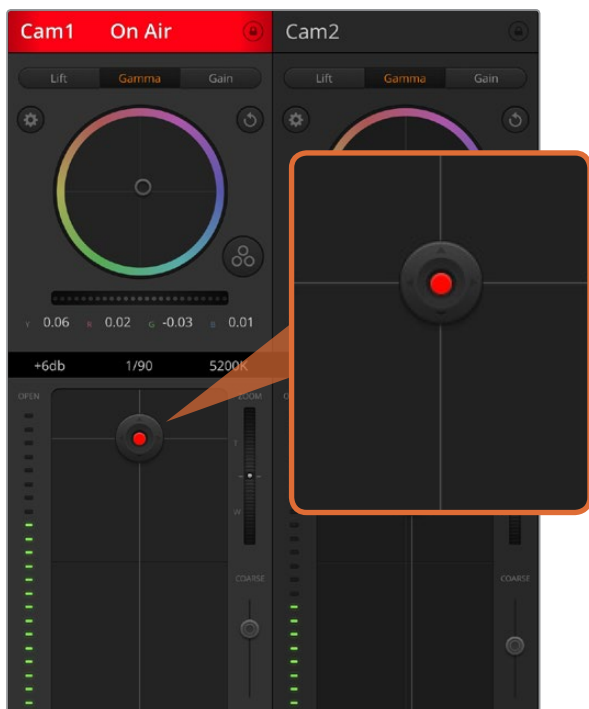 Cam1 On Air
Cam2
Lift Gamma Gain
Lift Gamma Gain
Y 0.06 R 0.02 G -0.03 B 0.01
+6db 1/90 5200K
OPEN
ZOOM
T
W
COARSE
COARSE